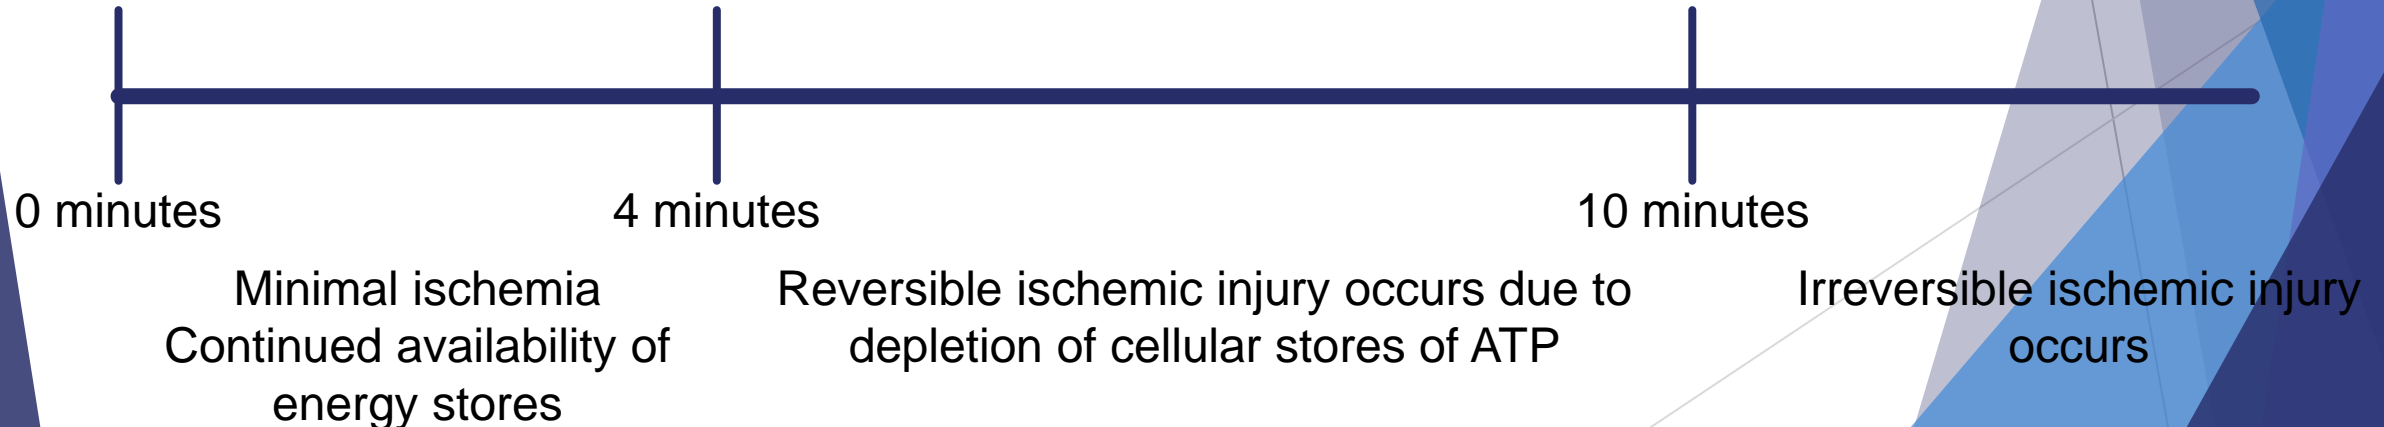 0 minutes
4 minutes
10 minutes
Minimal ischemia
Continued availability of
energy stores
Reversible ischemic injury occurs due to
depletion of cellular stores of ATP
Irreversible ischemic injury
occurs